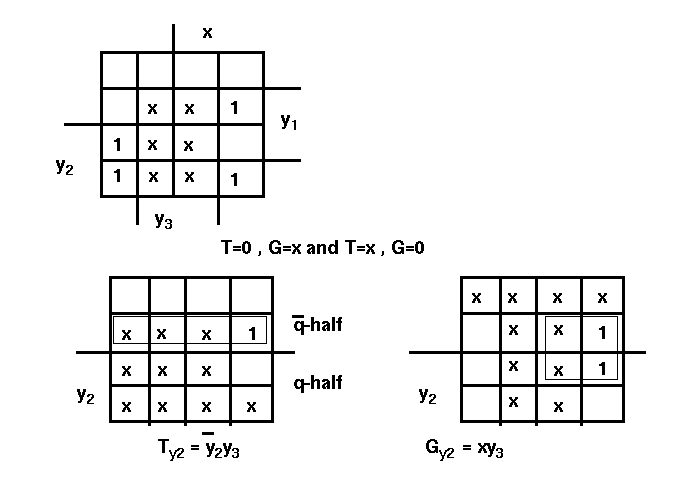 x
x x 1
y1
1 x x
y2
1 x x 1
y3
T=0 , G=x and T=x , G=0
x x x 1
q̅-half
x x x
q-half
y2
x x x x
Ty2 = y̅2y3
x x x x
x x 1
x x 1
y2
x x
Gy2 = xy3